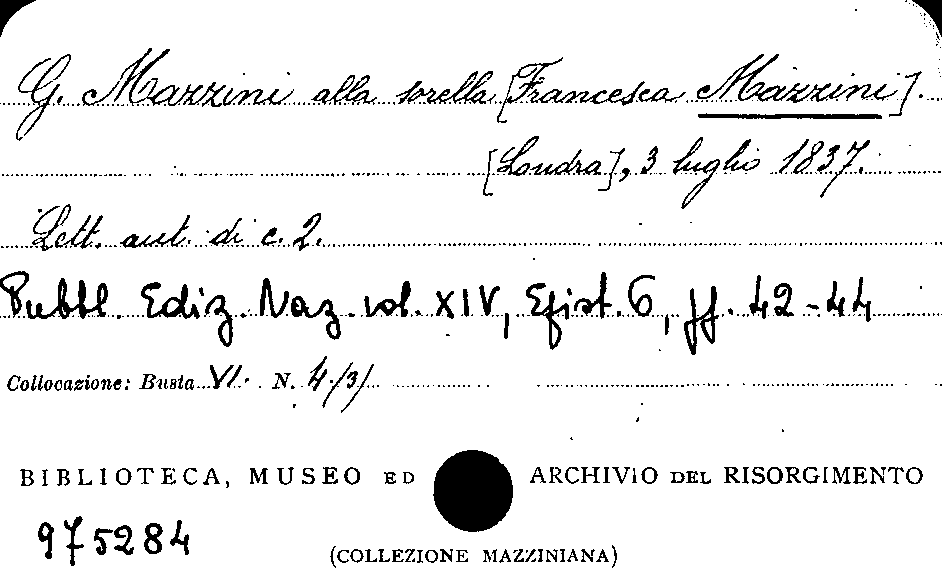 G. Mazzini alla sorella [Francesca Mazzini].
[Londra], 3 luglio 1837.
Lett. aut. di c. 2.
Pubbl. Ediz. Naz. vol. XIV, Epist. 6, pp. 42-44
Collocazione: Busta VI. N. 4/3/
BIBLIOTECA, MUSEO ED ARCHIVIO DEL RISORGIMENTO
975284
(COLLEZIONE MAZZINIANA)